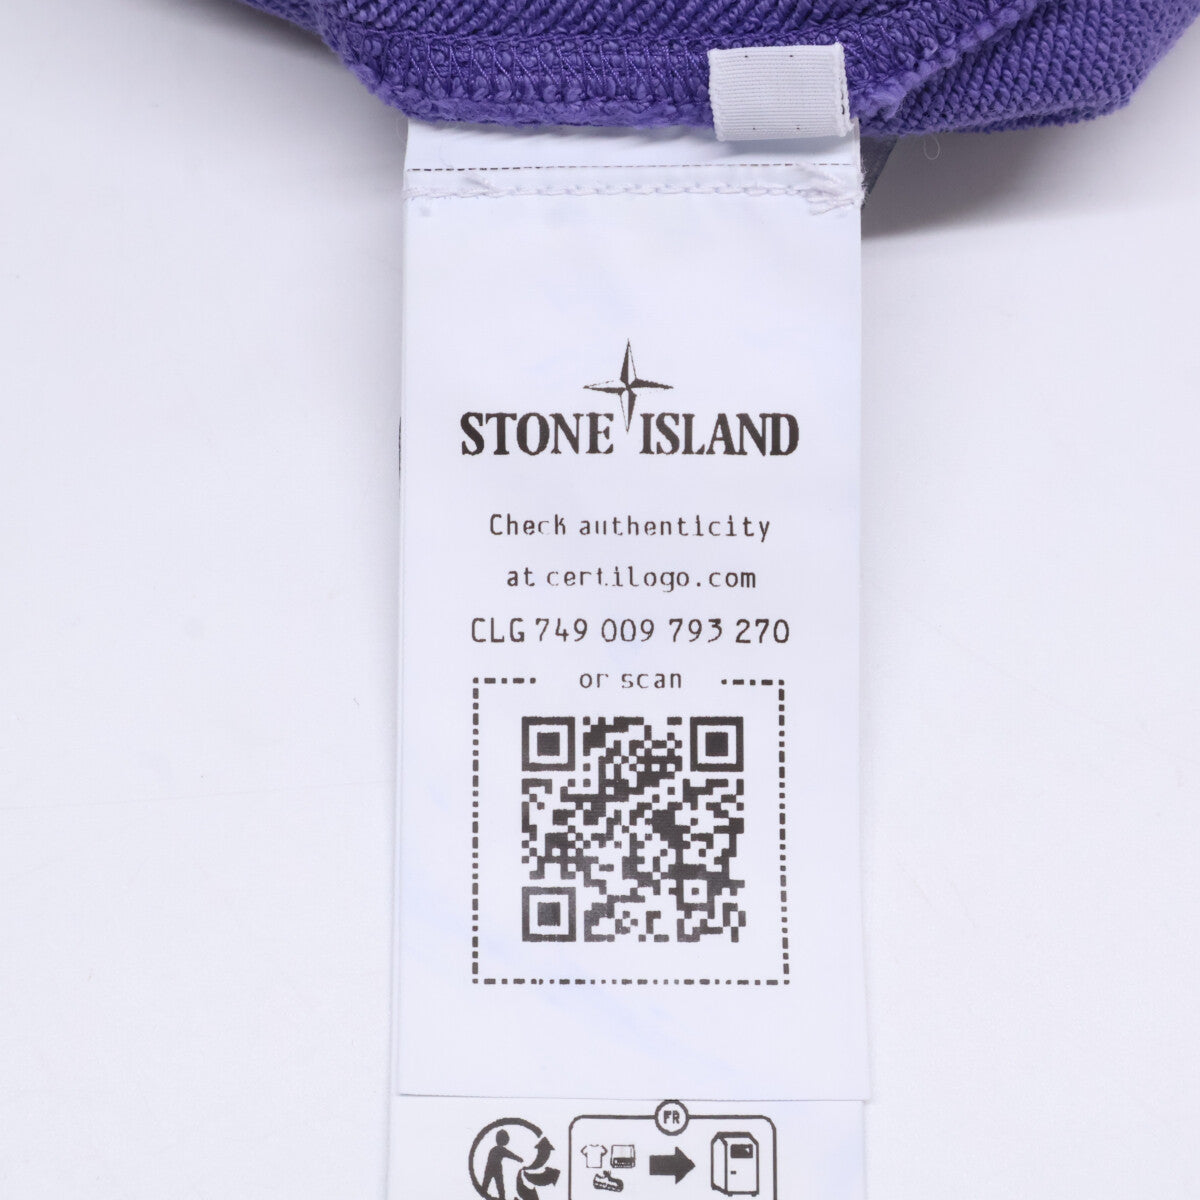 STONE ISLAND
Check authenticity
at certilogo.com
CLG 749 009 793 270
or scan
FR